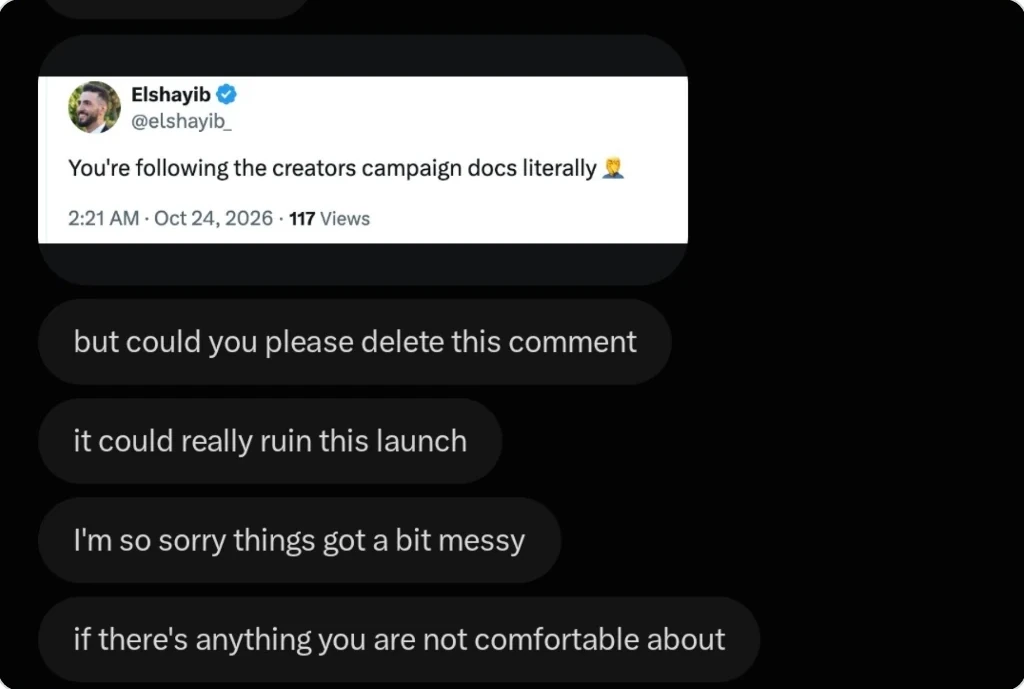 Elshayib
@elshayib_
You're following the creators campaign docs literally 🤦
2:21 AM · Oct 24, 2026 · 117 Views
but could you please delete this comment
it could really ruin this launch
I'm so sorry things got a bit messy
if there's anything you are not comfortable about